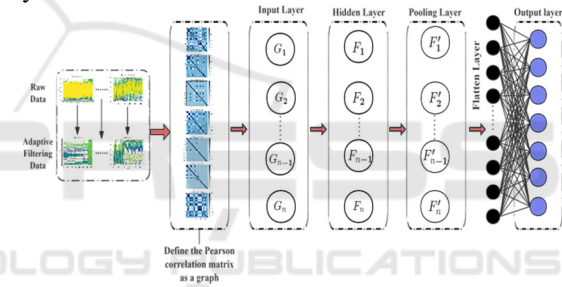 Input Layer
Hidden Layer
Pooling Layer
Output layer
Raw
Data
Adaptive
Filtering
Data
G₁
G₂
Gₙ₋₁
Gₙ
F₁
F₂
Fₙ₋₁
Fₙ
F′₁
F′₂
F′ₙ₋₁
F′ₙ
Flatten Layer
Define the Pearson
correlation matrix
as a graph
OLOGY PUBLICATIONS